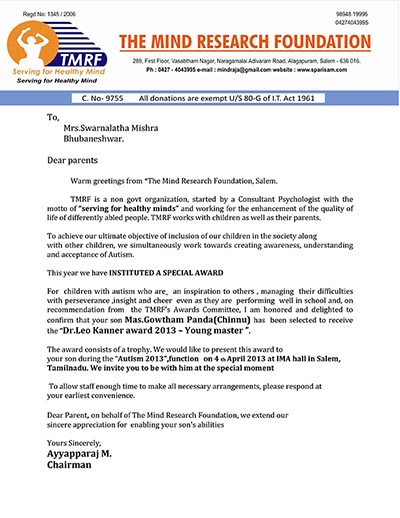 Regd No: 1345 / 2006
98948 19995
04274043995
TMRF
Serving for Healthy Mind
Serving for Healthy Mind
THE MIND RESEARCH FOUNDATION
289, First Floor, Vasabtham Nagar, Naragamalai Adivaram Road, Alagapuram, Salem - 636 016.
Ph : 0427 - 4043995 e-mail : mindraja@gmail.com website : www.sparisam.com
C. No- 9755 All donations are exempt U/S 80-G of I.T. Act 1961
To,
Mrs.Swarnalatha Mishra
Bhubaneshwar.
Dear parents
Warm greetings from "The Mind Research Foundation, Salem.
TMRF is a non govt organization, started by a Consultant Psychologist with the
motto of "serving for healthy minds" and working for the enhancement of the quality of
life of differently abled people. TMRF works with children as well as their parents.
To achieve our ultimate objective of inclusion of our children in the society along
with other children, we simultaneously work towards creating awareness, understanding
and acceptance of Autism.
This year we have INSTITUTED A SPECIAL AWARD
For children with autism who are, an inspiration to others , managing their difficulties
with perseverance ,insight and cheer even as they are performing well in school and, on
recommendation from the TMRF's Awards Committee, I am honored and delighted to
confirm that your son Mas.Gowtham Panda(Chinnu) has been selected to receive
the "Dr.Leo Kanner award 2013 – Young master ".
The award consists of a trophy. We would like to present this award to
your son during the "Autism 2013",function on 4 th April 2013 at IMA hall in Salem,
Tamilnadu. We invite you to be with him at the special moment
To allow staff enough time to make all necessary arrangements, please respond at
your earliest convenience.
Dear Parent, on behalf of The Mind Research Foundation, we extend our
sincere appreciation for enabling your son's abilities
Yours Sincerely,
Ayyapparaj M.
Chairman